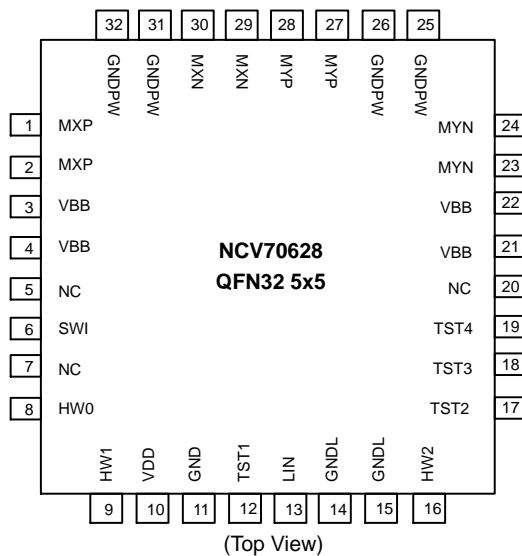 32 31 30 29 28 27 26 25
GNDPW GNDPW MXN MXN MYP MYP GNDPW GNDPW
1 MXP
2 MXP
3 VBB
4 VBB
5 NC
6 SWI
7 NC
8 HW0
NCV70628
QFN32 5x5
MYN 24
MYN 23
VBB 22
VBB 21
NC 20
TST4 19
TST3 18
TST2 17
HW1 VDD GND TST1 LIN GNDL GNDL HW2
9 10 11 12 13 14 15 16
(Top View)